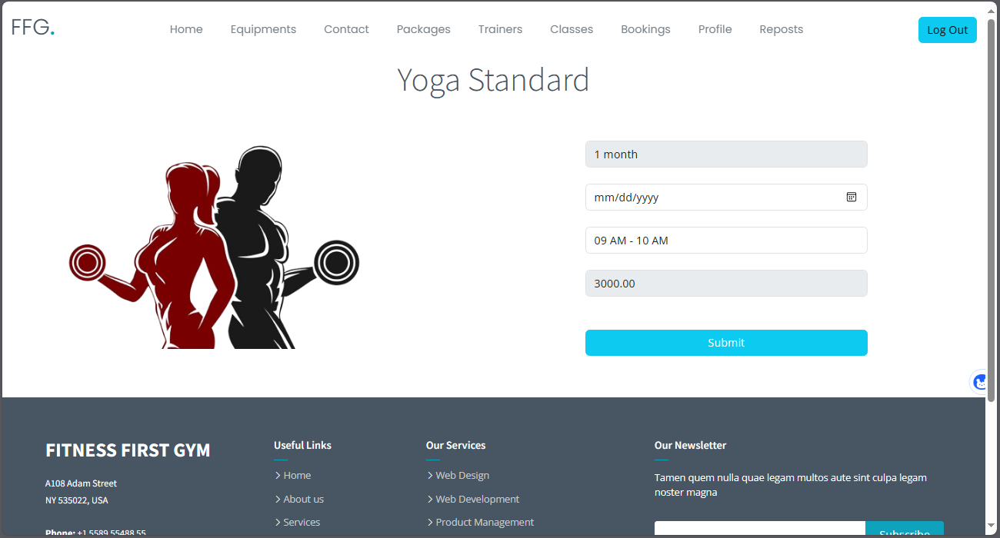 FFG.
Home Equipments Contact Packages Trainers Classes Bookings Profile Reposts
Log Out
Yoga Standard
1 month
mm/dd/yyyy
09 AM - 10 AM
3000.00
Submit
FITNESS FIRST GYM
A108 Adam Street
NY 535022, USA
Phone: +1 5589 55488 55
Useful Links
Home
About us
Services
Our Services
Web Design
Web Development
Product Management
Our Newsletter
Tamen quem nulla quae legam multos aute sint culpa legam
noster magna
Subscribe